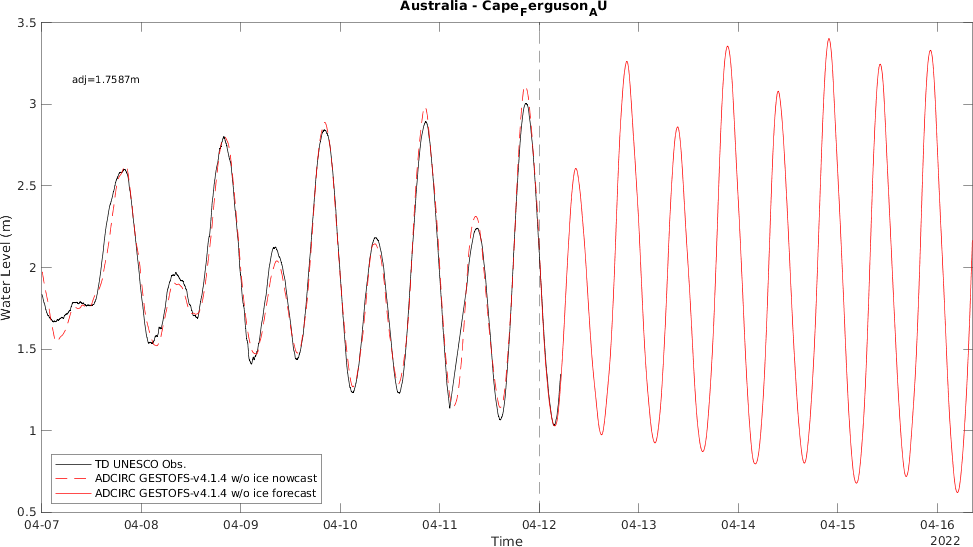 Australia - Cape_Ferguson_AU
adj=1.7587m
3.5
3
2.5
2
1.5
1
0.5
Water Level (m)
TD UNESCO Obs.
ADCIRC GESTOFS-v4.1.4 w/o ice nowcast
ADCIRC GESTOFS-v4.1.4 w/o ice forecast
04-07 04-08 04-09 04-10 04-11 04-12 04-13 04-14 04-15 04-16
Time
2022